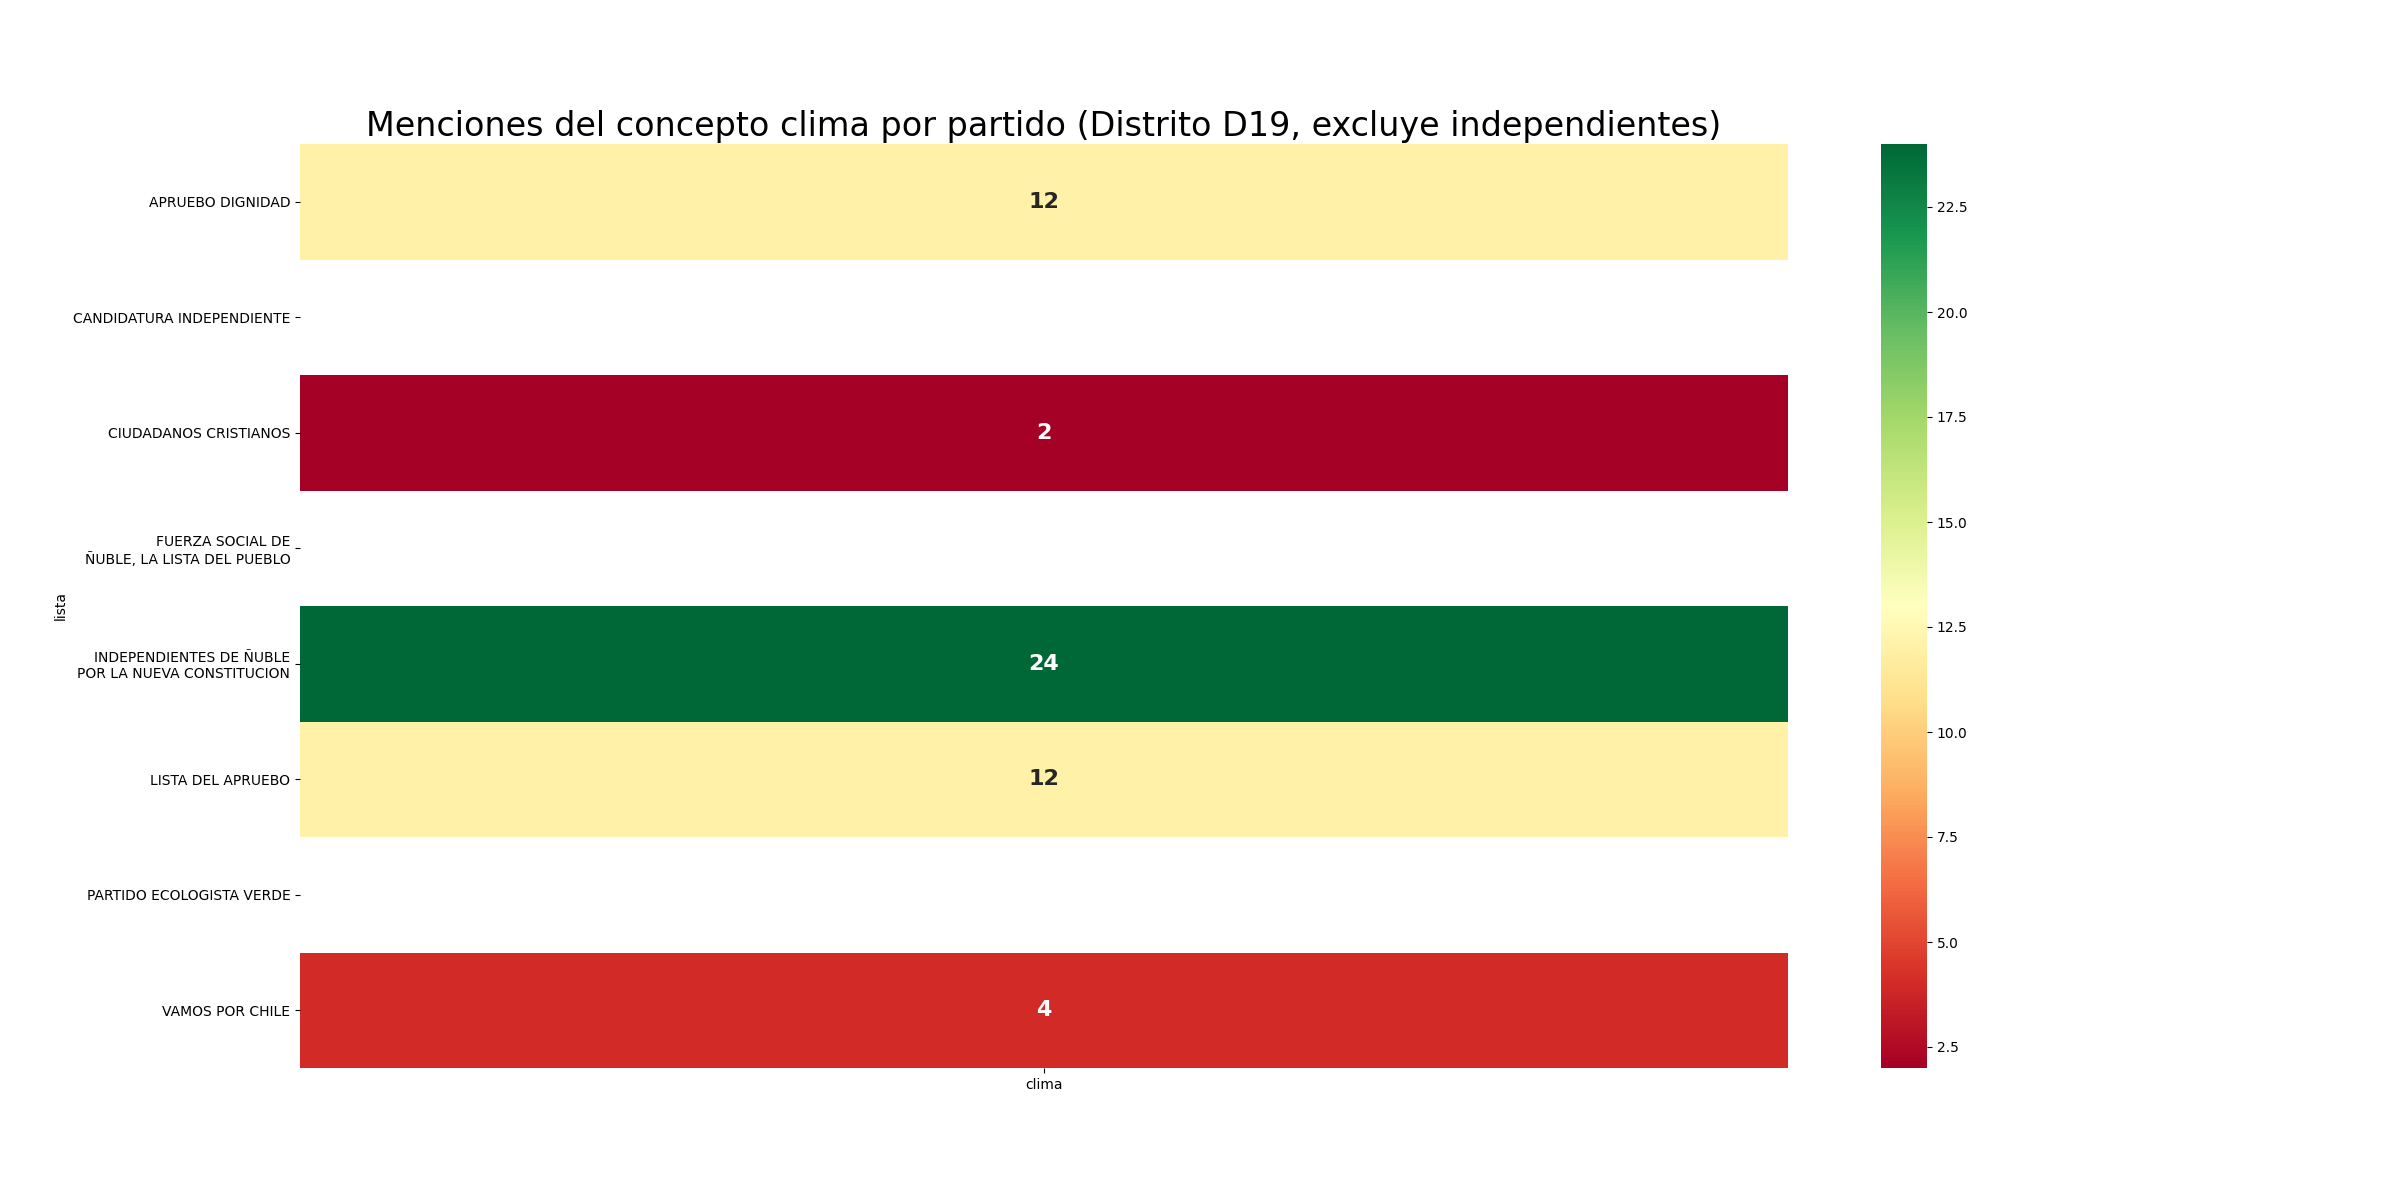 Menciones del concepto clima por partido (Distrito D19, excluye independientes)
lista
APRUEBO DIGNIDAD
12
CANDIDATURA INDEPENDIENTE
CIUDADANOS CRISTIANOS
2
FUERZA SOCIAL DE
ÑUBLE, LA LISTA DEL PUEBLO
INDEPENDIENTES DE ÑUBLE
POR LA NUEVA CONSTITUCION
24
LISTA DEL APRUEBO
12
PARTIDO ECOLOGISTA VERDE
VAMOS POR CHILE
4
clima
22.5
20.0
17.5
15.0
12.5
10.0
7.5
5.0
2.5